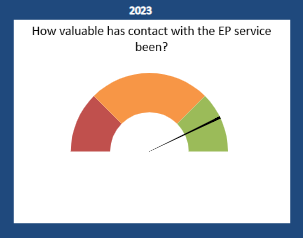 2023
How valuable has contact with the EP service
been?